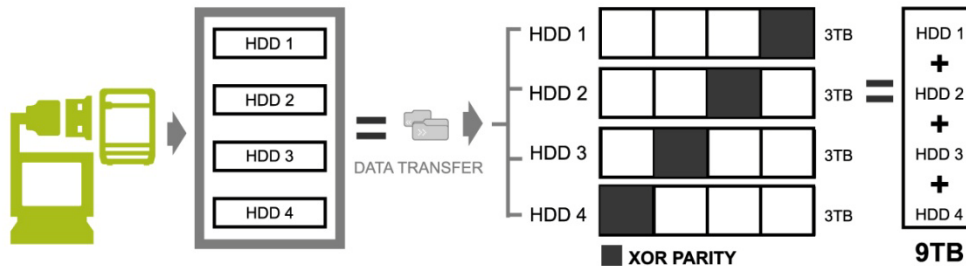 HDD 1
HDD 2
HDD 3
HDD 4
DATA TRANSFER
HDD 1
3TB
HDD 2
3TB
HDD 3
3TB
HDD 4
3TB
XOR PARITY
HDD 1
+
HDD 2
+
HDD 3
+
HDD 4
9TB